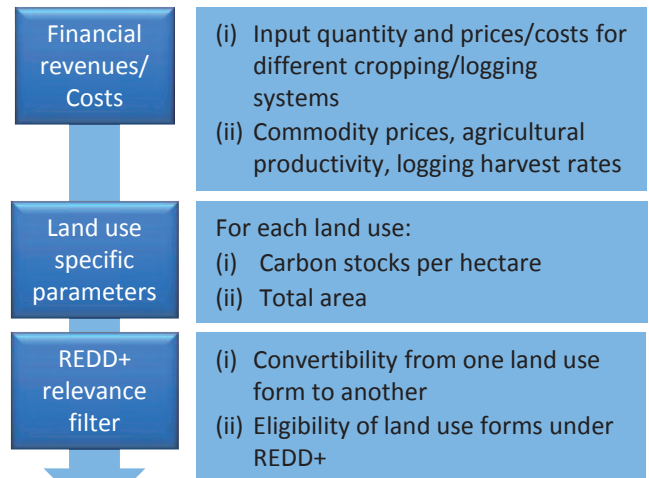 Financial
revenues/
Costs
(i) Input quantity and prices/costs for
different cropping/logging
systems
(ii) Commodity prices, agricultural
productivity, logging harvest rates
Land use
specific
parameters
For each land use:
(i) Carbon stocks per hectare
(ii) Total area
REDD+
relevance
filter
(i) Convertibility from one land use
form to another
(ii) Eligibility of land use forms under
REDD+